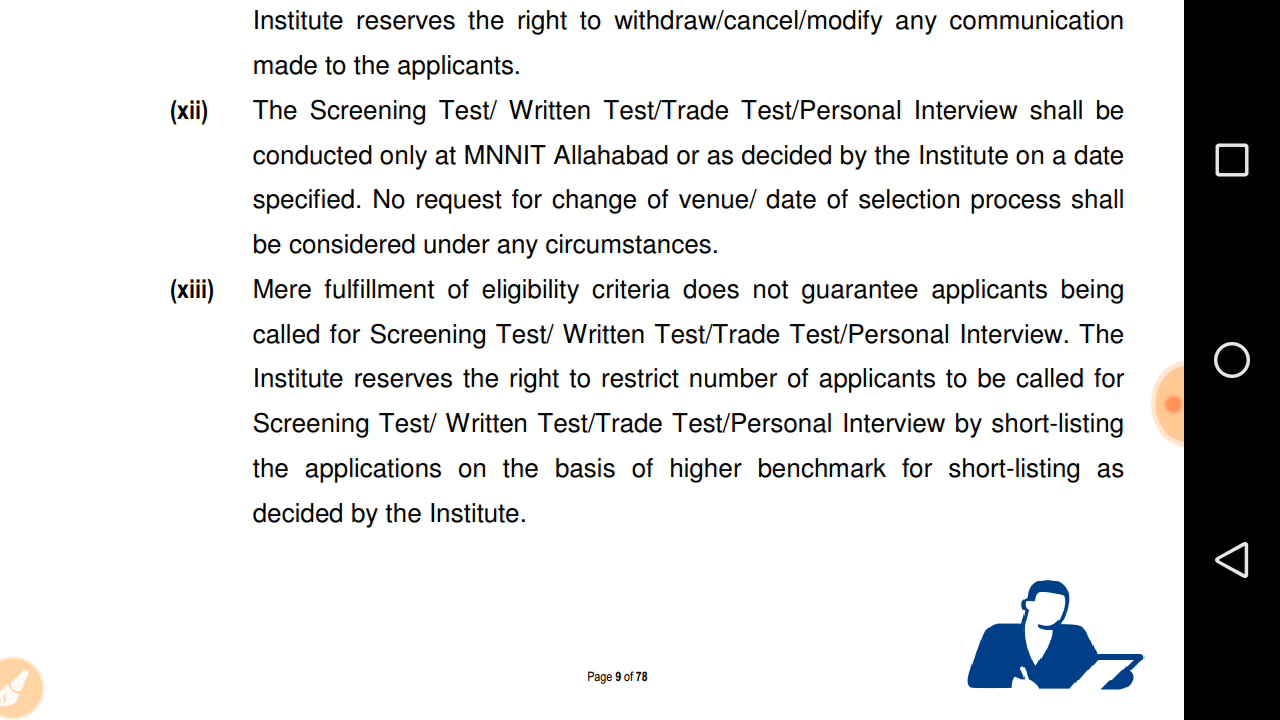 Institute reserves the right to withdraw/cancel/modify any communication
made to the applicants.
(xii) The Screening Test/ Written Test/Trade Test/Personal Interview shall be
conducted only at MNNIT Allahabad or as decided by the Institute on a date
specified. No request for change of venue/ date of selection process shall
be considered under any circumstances.
(xiii) Mere fulfillment of eligibility criteria does not guarantee applicants being
called for Screening Test/ Written Test/Trade Test/Personal Interview. The
Institute reserves the right to restrict number of applicants to be called for
Screening Test/ Written Test/Trade Test/Personal Interview by short-listing
the applications on the basis of higher benchmark for short-listing as
decided by the Institute.
Page 9 of 78